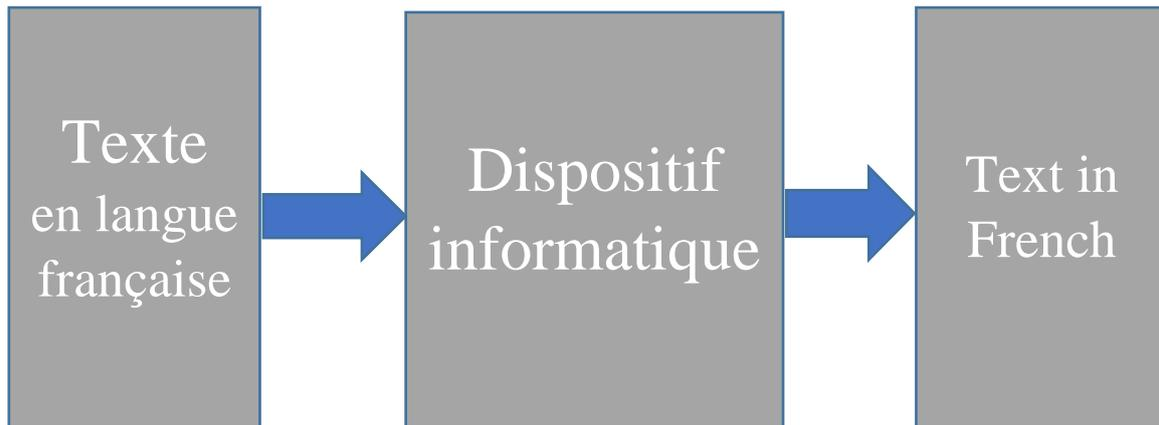 Texte
en langue
française
Dispositif
informatique
Text in
French